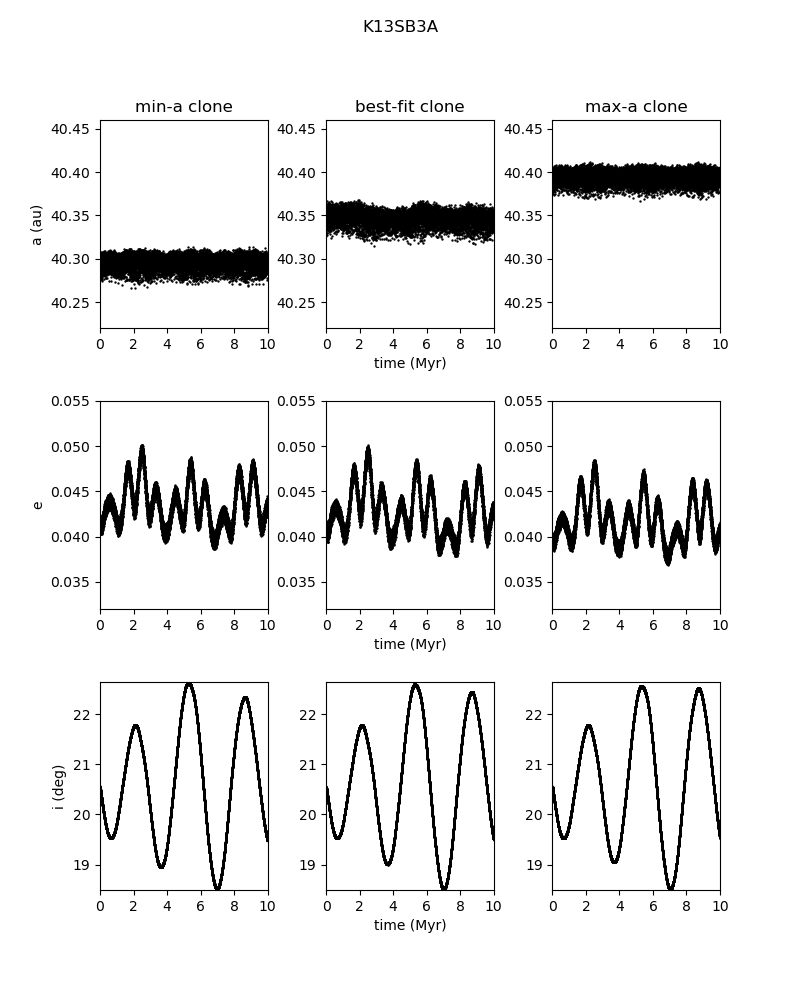 K13SB3A
min-a clone best-fit clone max-a clone
40.45 40.45 40.45
40.40 40.40 40.40
40.35 40.35 40.35
40.30 40.30 40.30
40.25 40.25 40.25
a (au)
0 2 4 6 8 10 0 2 4 6 8 10 0 2 4 6 8 10
time (Myr)
0.055 0.055 0.055
0.050 0.050 0.050
0.045 0.045 0.045
0.040 0.040 0.040
0.035 0.035 0.035
e
0 2 4 6 8 10 0 2 4 6 8 10 0 2 4 6 8 10
time (Myr)
22 22 22
21 21 21
20 20 20
19 19 19
i (deg)
0 2 4 6 8 10 0 2 4 6 8 10 0 2 4 6 8 10
time (Myr)